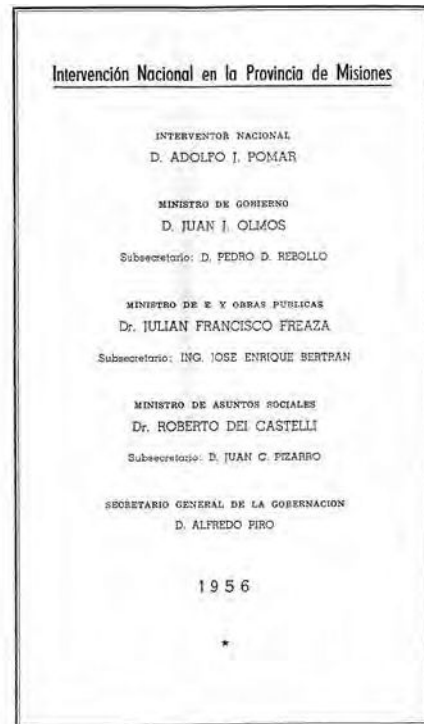 Intervención Nacional en la Provincia de Misiones
INTERVENTOR NACIONAL
D. ADOLFO J. POMAR
MINISTRO DE GOBIERNO
D. JUAN J. OLMOS
Subsecretario: D. PEDRO D. REBOLLO
MINISTRO DE E Y OBRAS PUBLICAS
Dr. JULIAN FRANCISCO FREAZA
Subsecretario: ING. JOSE ENRIQUE BERTRAN
MINISTRO DE ASUNTOS SOCIALES
Dr. ROBERTO DEI CASTELLI
Subsecretario: D. JUAN C. PIZARRO
SECRETARIO GENERAL DE LA GOBERNACION
D. ALFREDO PIRO
1956
*